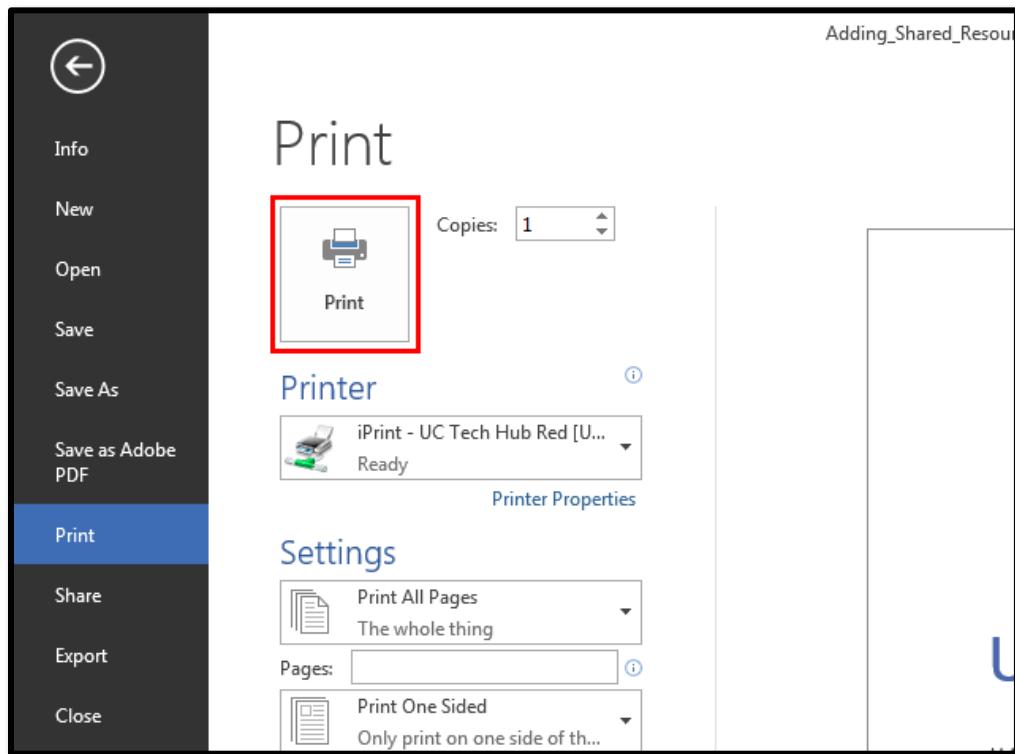 Adding_Shared_Resour
Info
New
Open
Save
Save As
Save as Adobe
PDF
Print
Share
Export
Close
Print
Print
Copies: 1
Printer
iPrint - UC Tech Hub Red [U...
Ready
Printer Properties
Settings
Print All Pages
The whole thing
Pages:
Print One Sided
Only print on one side of th...
U